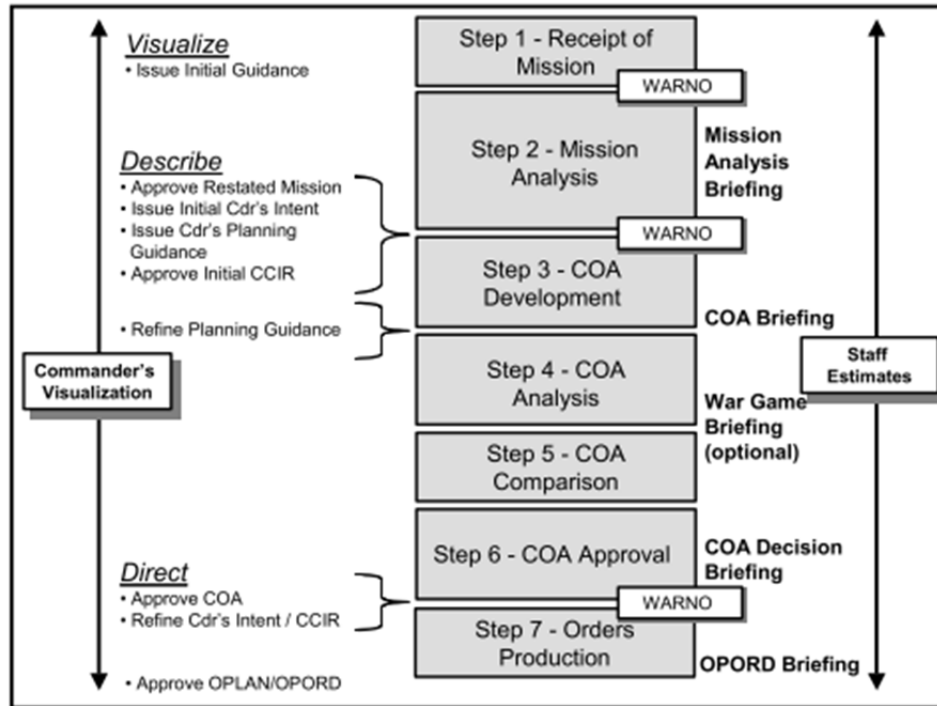 Visualize
• Issue Initial Guidance
Describe
• Approve Restated Mission
• Issue Initial Cdr's Intent
• Issue Cdr's Planning
Guidance
• Approve Initial CCIR
• Refine Planning Guidance
Commander's
Visualization
Direct
• Approve COA
• Refine Cdr's Intent / CCIR
• Approve OPLAN/OPORD
Step 1 - Receipt of
Mission
WARNO
Step 2 - Mission
Analysis
WARNO
Step 3 - COA
Development
Step 4 - COA
Analysis
Step 5 - COA
Comparison
Step 6 - COA Approval
WARNO
Step 7 - Orders
Production
Mission
Analysis
Briefing
COA Briefing
War Game
Briefing
(optional)
COA Decision
Briefing
OPORD Briefing
Staff
Estimates